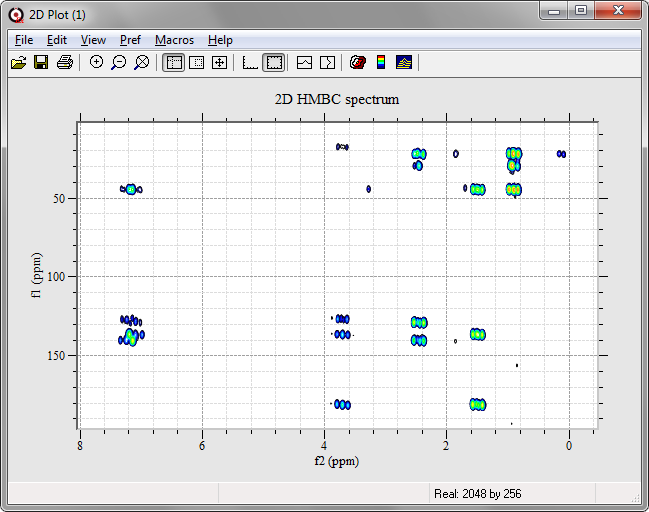 2D Plot (1)
File Edit View Pref Macros Help
2D HMBC spectrum
50
100
150
f1 (ppm)
8 6 4 2 0
f2 (ppm)
Real: 2048 by 256